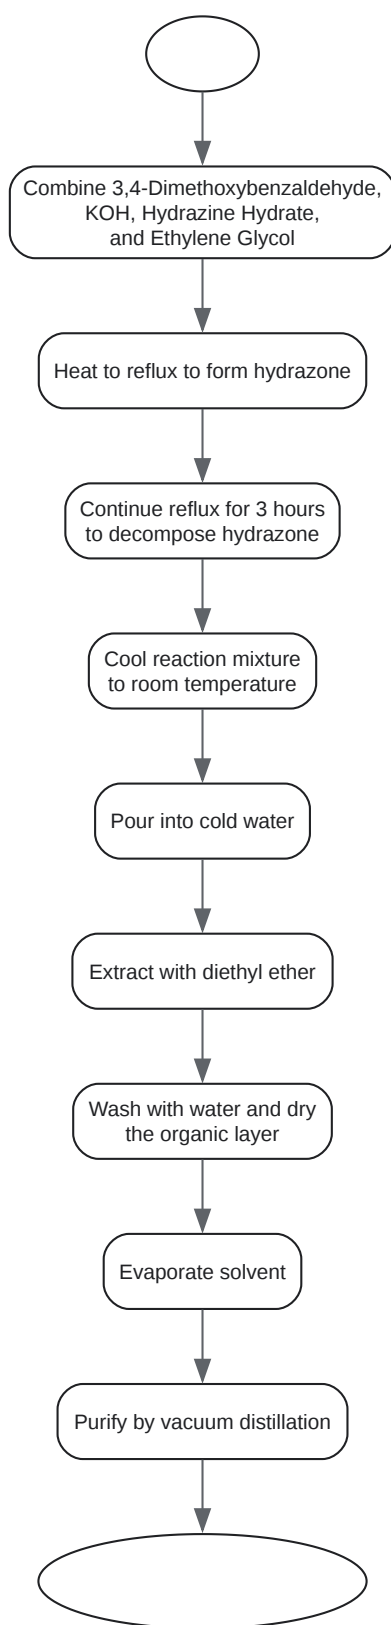 Combine 3,4-Dimethoxybenzaldehyde,
KOH, Hydrazine Hydrate,
and Ethylene Glycol
Heat to reflux to form hydrazone
Continue reflux for 3 hours
to decompose hydrazone
Cool reaction mixture
to room temperature
Pour into cold water
Extract with diethyl ether
Wash with water and dry
the organic layer
Evaporate solvent
Purify by vacuum distillation